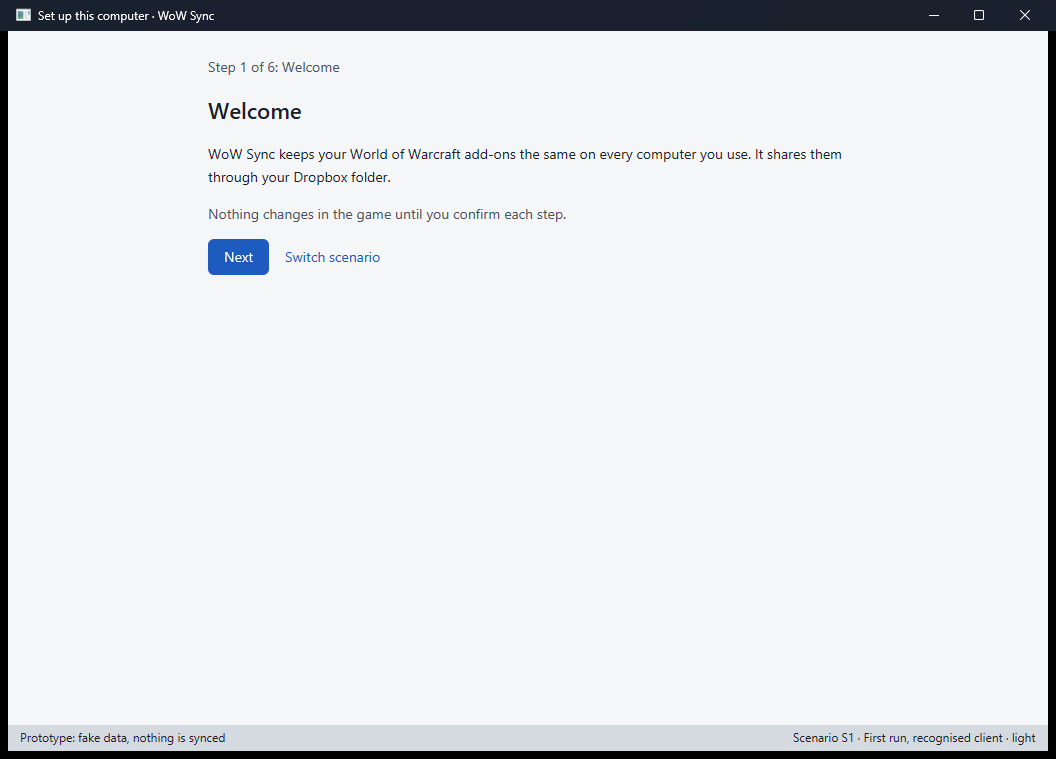 Set up this computer · WoW Sync
Step 1 of 6: Welcome
Welcome
WoW Sync keeps your World of Warcraft add-ons the same on every computer you use. It shares them
through your Dropbox folder.
Nothing changes in the game until you confirm each step.
Next
Switch scenario
Prototype: fake data, nothing is synced
Scenario S1 · First run, recognised client · light